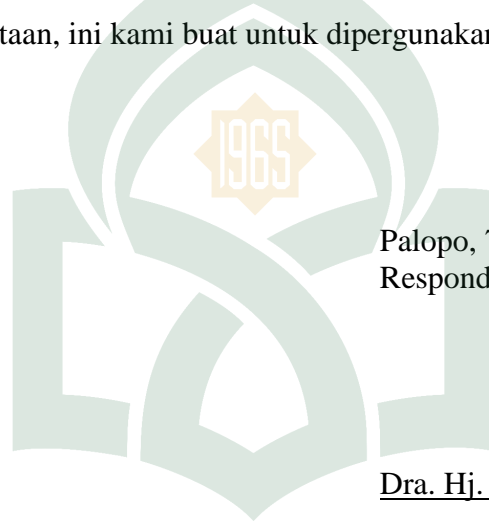 taan, ini kami buat untuk dipergunakan
1965
Palopo,
Respond
Dra. Hj.